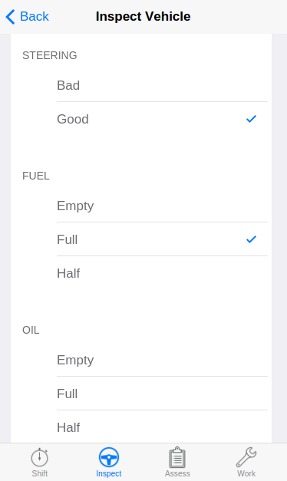 Back
Inspect Vehicle
STEERING
Bad
Good
FUEL
Empty
Full
Half
OIL
Empty
Full
Half
Shift
Inspect
Assess
Work